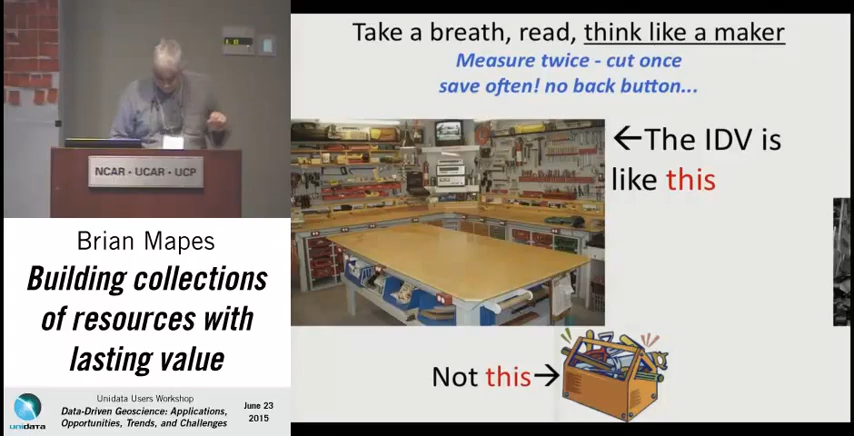 NCAR • UCAR • UCP
Brian Mapes
Building collections
of resources with
lasting value
unidata
Unidata Users Workshop
Data-Driven Geoscience: Applications,
Opportunities, Trends, and Challenges
June 23
2015
Take a breath, read, think like a maker
Measure twice - cut once
save often! no back button...
←The IDV is
like this
Not this→